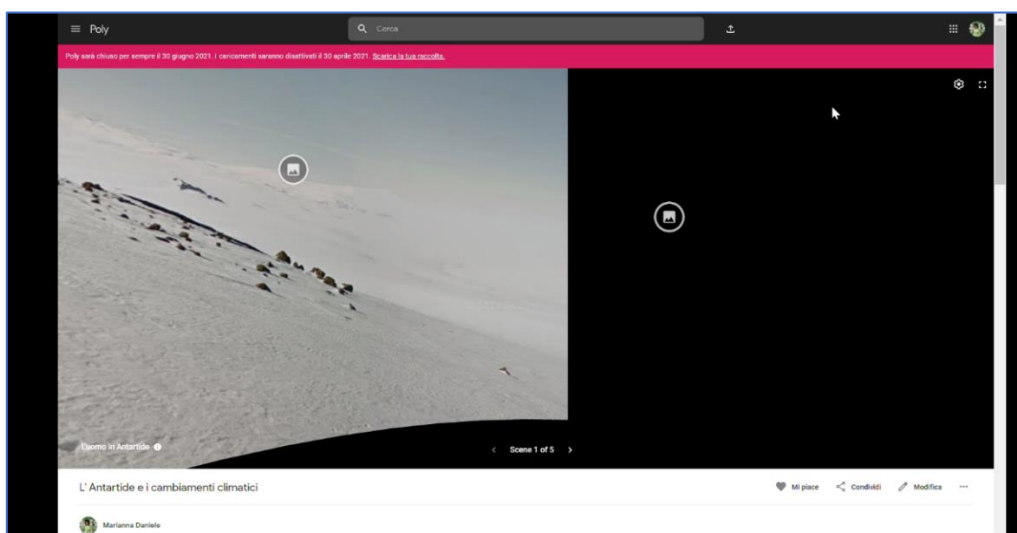 Poly
Cerca
Poly sarà chiuso per sempre il 30 giugno 2021. I caricamenti saranno disattivati il 30 aprile 2021. Scarica la tua raccolta.
L'uomo in Antartide
Scene 1 of 5
L' Antartide e i cambiamenti climatici
Mi piace Condividi Modifica
Marianna Daniele